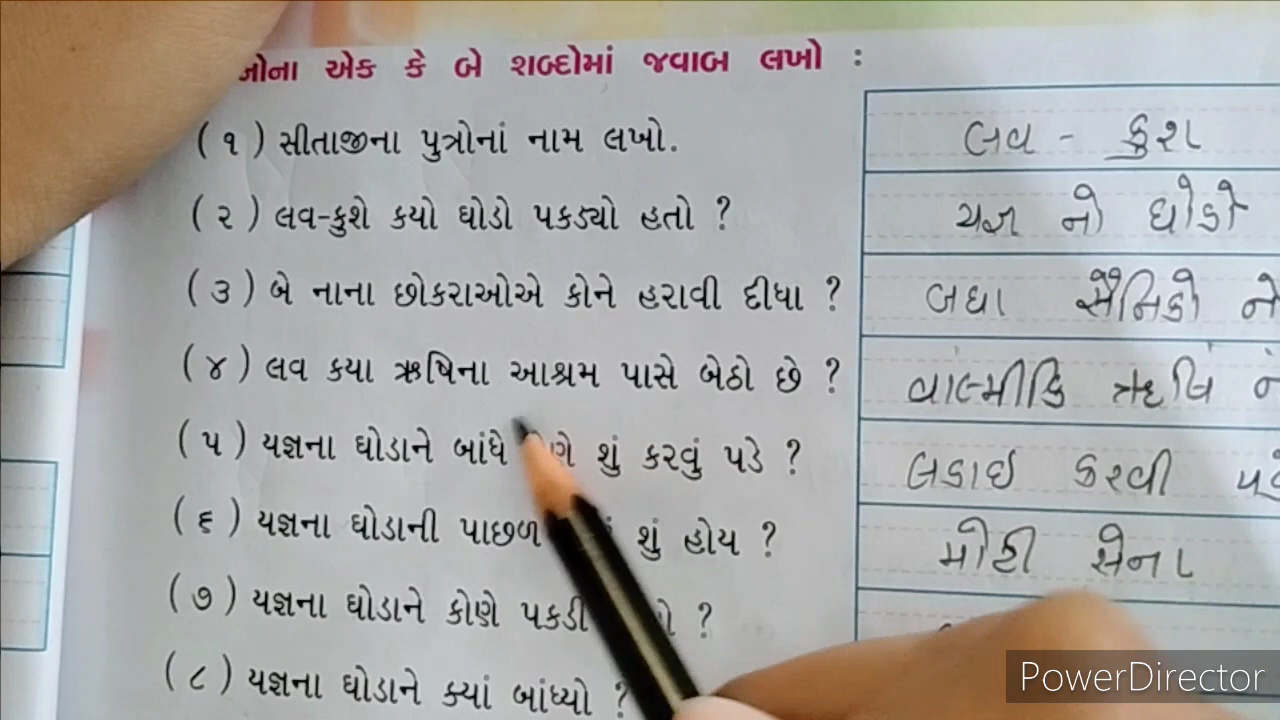 એક કે બે શબ્દોમાં જવાબ લખો :
(૧) સીતાજીના પુત્રોનાં નામ લખો. લવ - કુશ
(૨) લવ-કુશે કયો ઘોડો પકડ્યો હતો ? યજ્ઞ નો ઘોડો
(૩) બે નાના છોકરાઓએ કોને હરાવી દીધા ? બધા સૈનિકો ને
(૪) લવ કયા ઋષિના આશ્રમ પાસે બેઠો છે ? વાલ્મીકિ ઋષિ
(૫) યજ્ઞના ઘોડાને બાંધે શું કરવું પડે ? લડાઇ કરવી
(૬) યજ્ઞના ઘોડાની પાછળ શું હોય ? મોટી સેના
(૭) યજ્ઞના ઘોડાને કોણે પકડી ?
(૮) યજ્ઞના ઘોડાને ક્યાં બાંધ્યો ?
PowerDirector